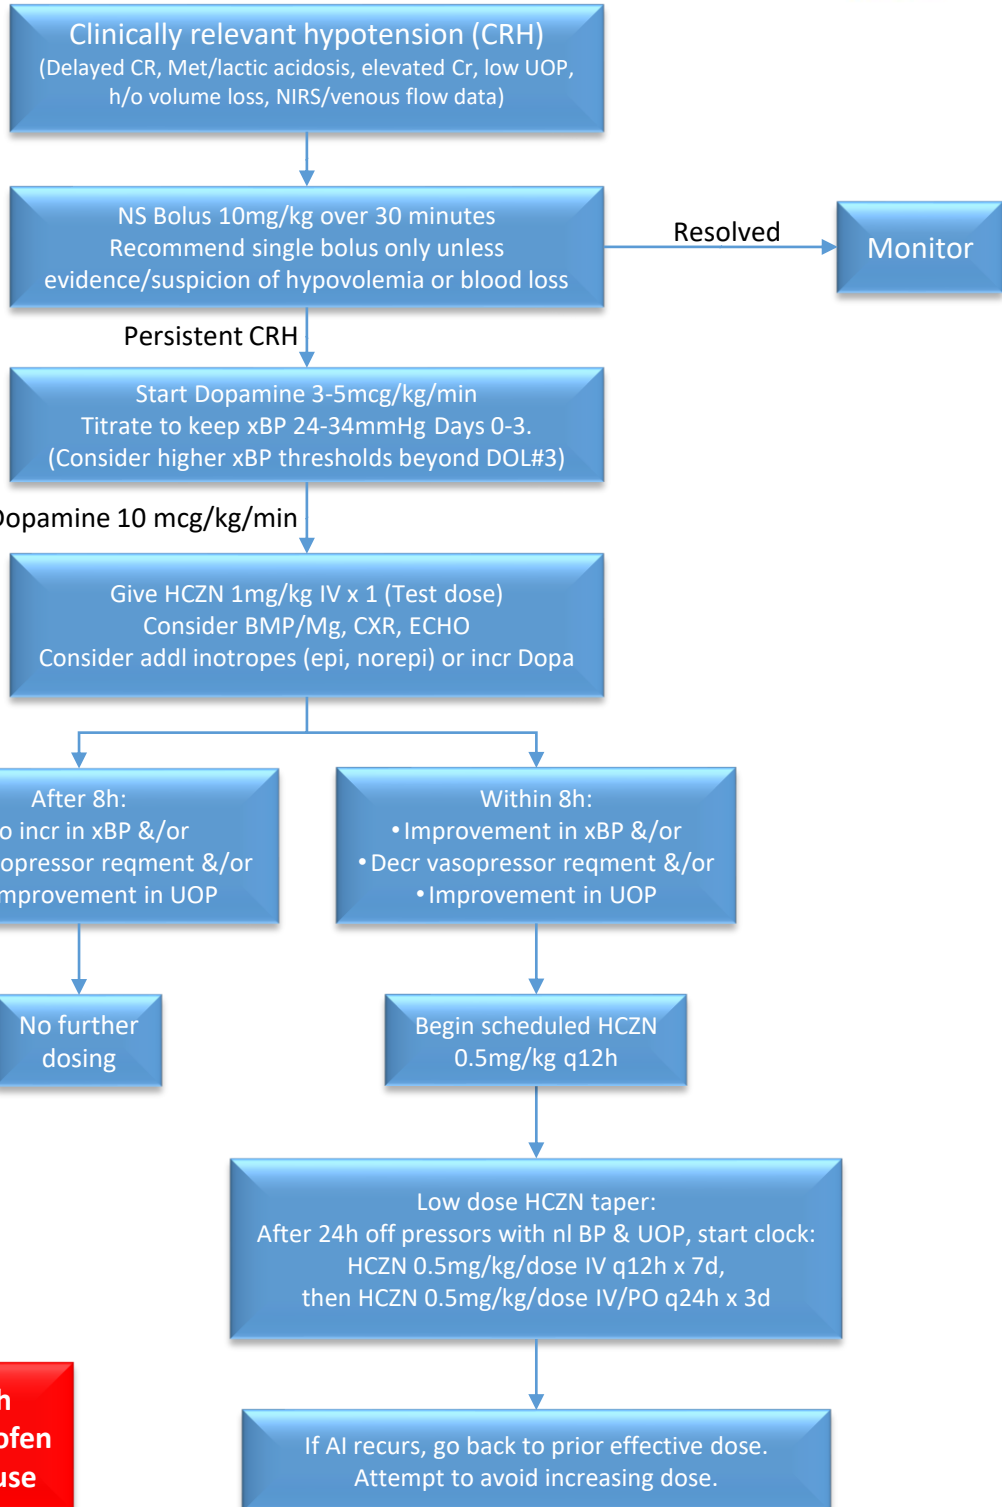 Clinically relevant hypotension (CRH)
(Delayed CR, Met/lactic acidosis, elevated Cr, low UOP,
h/o volume loss, NIRS/venous flow data)
NS Bolus 10mg/kg over 30 minutes
Recommend single bolus only unless
evidence/suspicion of hypovolemia or blood loss
Resolved
Monitor
Persistent CRH
Start Dopamine 3-5mcg/kg/min
Titrate to keep xBP 24-34mmHg Days 0-3.
(Consider higher xBP thresholds beyond DOL#3)
Dopamine 10 mcg/kg/min
Give HCZN 1mg/kg IV x 1 (Test dose)
Consider BMP/Mg, CXR, ECHO
Consider addl inotropes (epi, norepi) or incr Dopa
After 8h:
incr in xBP &/or
reqment &/or
in UOP
Within 8h:
• Improvement in xBP &/or
• Decr vasopressor reqment &/or
• Improvement in UOP
No further
dosing
Begin scheduled HCZN
0.5mg/kg q12h
Low dose HCZN taper:
After 24h off pressors with nl BP & UOP, start clock:
HCZN 0.5mg/kg/dose IV q12h x 7d,
then HCZN 0.5mg/kg/dose IV/PO q24h x 3d
If AI recurs, go back to prior effective dose.
Attempt to avoid increasing dose.